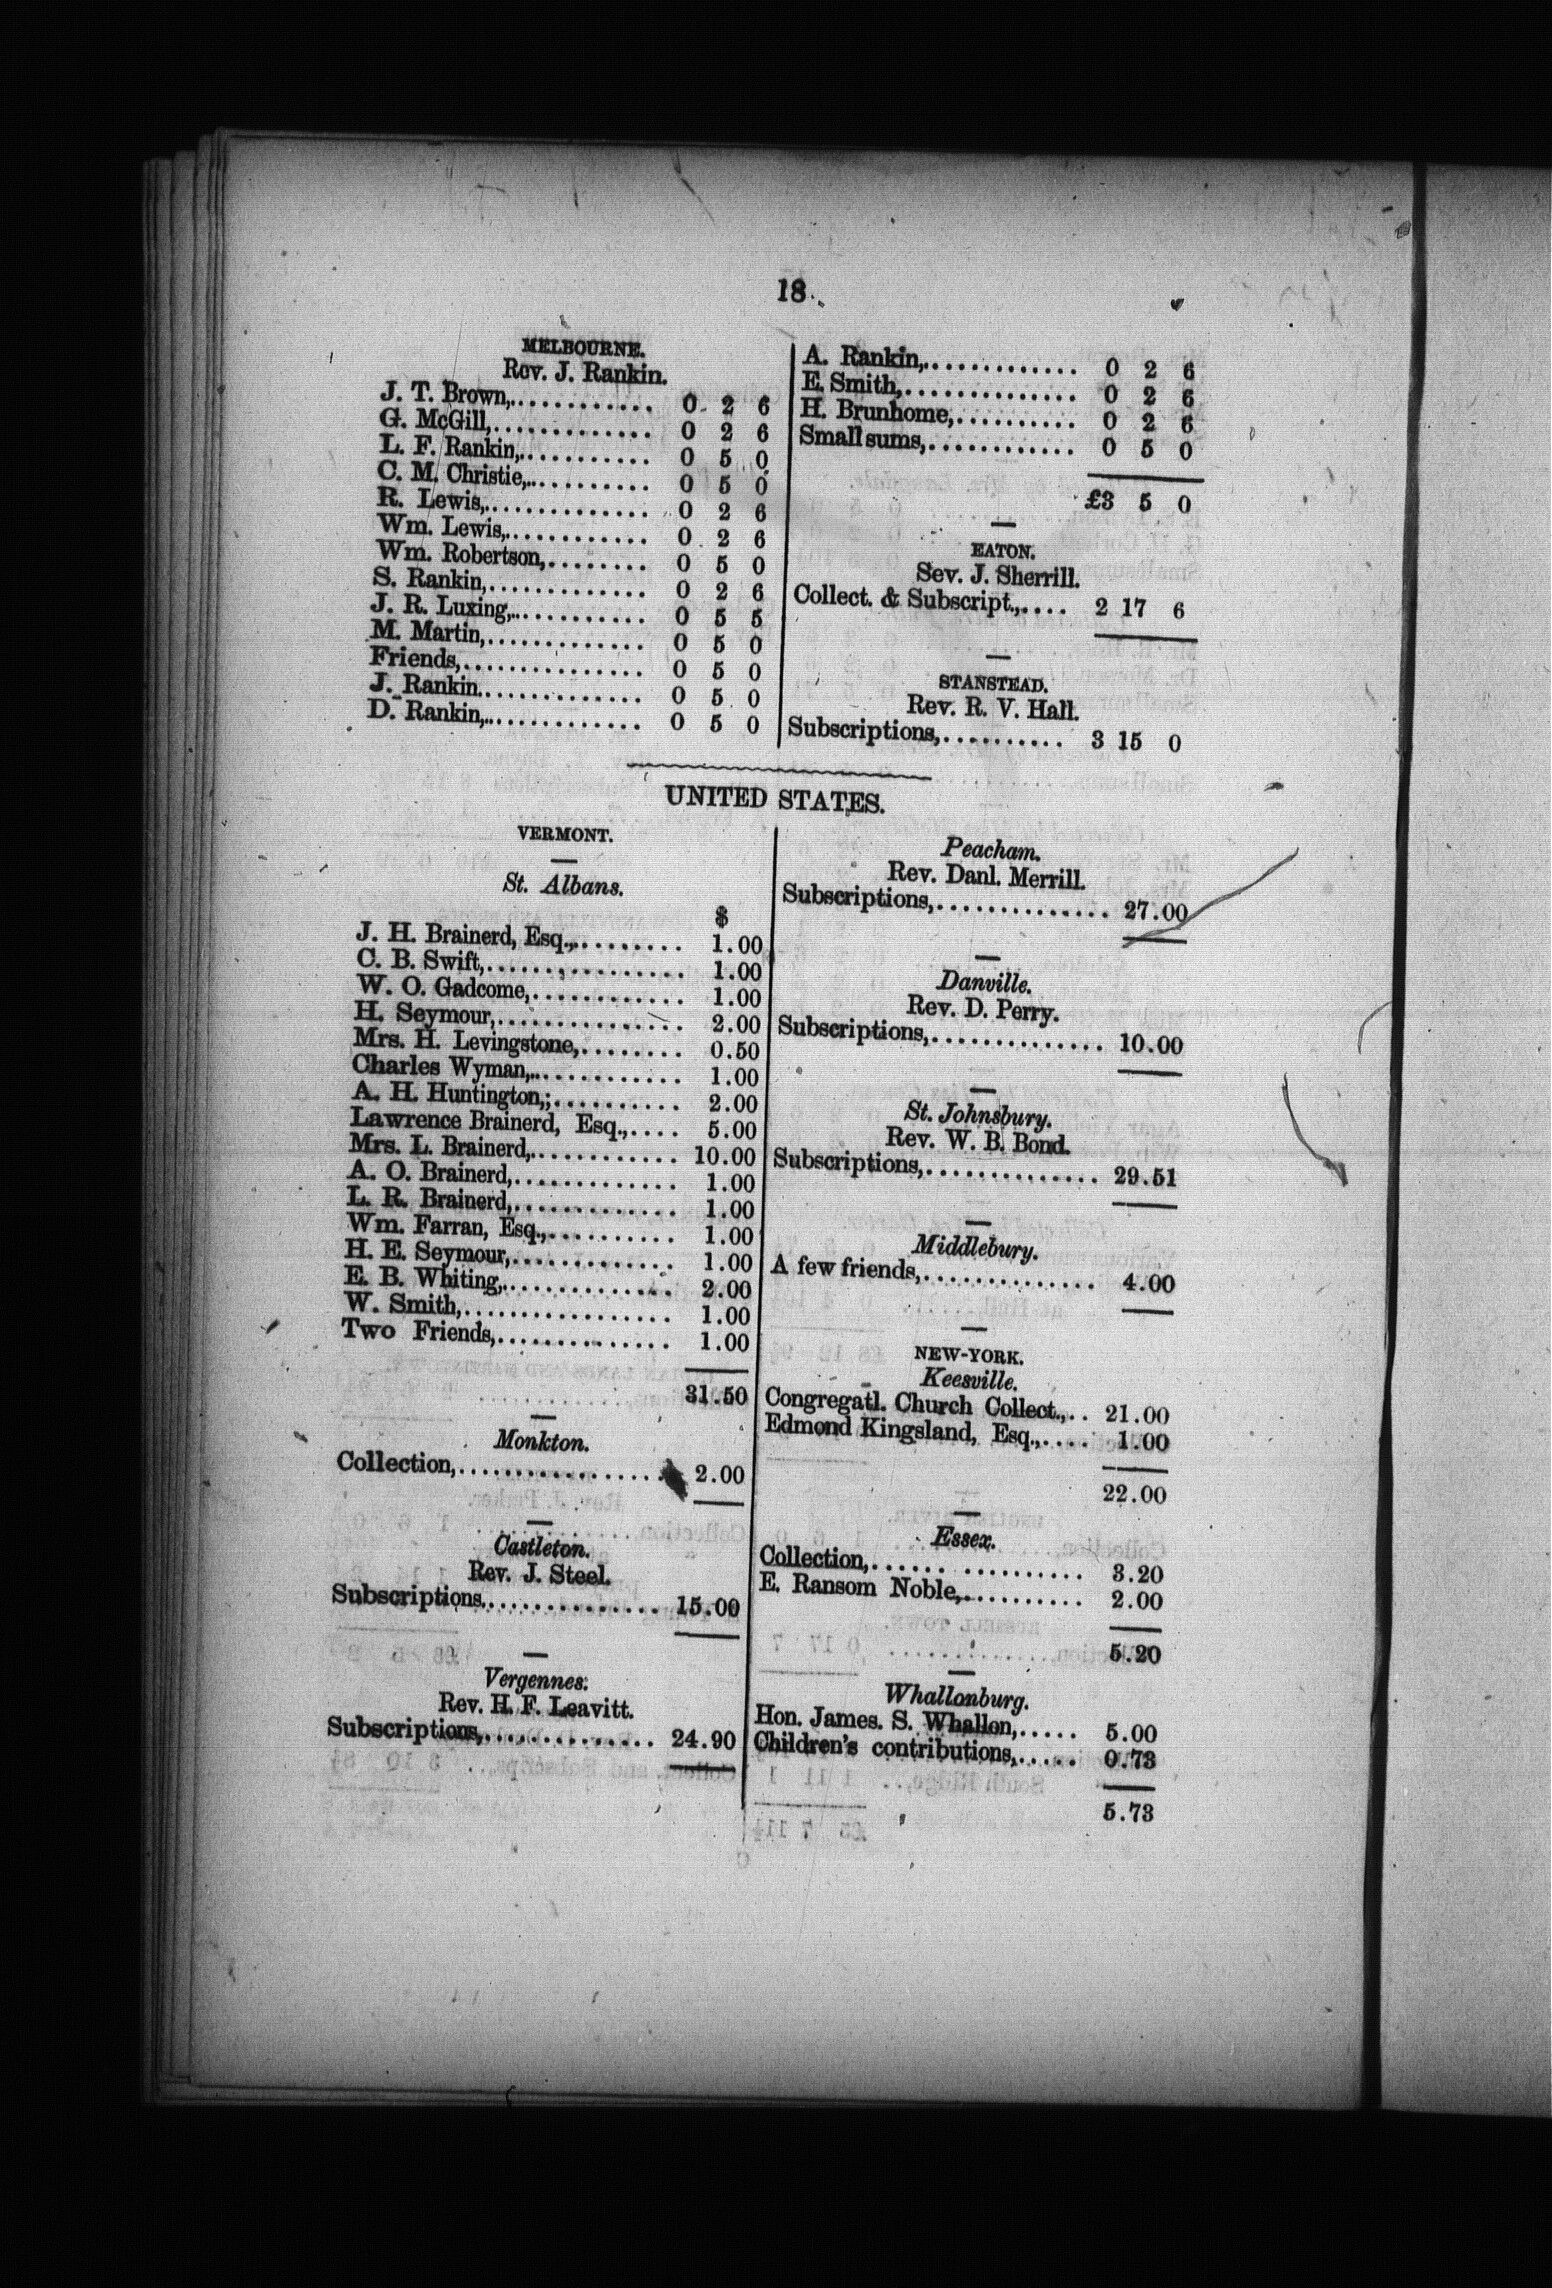 18
MELBOURNE.
Rev. J. Rankin.
J. T. Brown,............ 0 2 6
G. McGill,............. 0 2 6
L. F. Rankin,.......... 0 5 0
C. M. Christie,.......... 0 5 0
R. Lewis,.............. 0 2 6
Wm. Lewis,............ 0 2 6
Wm. Robertson,........ 0 5 0
S. Rankin,............. 0 2 6
J. R. Luxing,........... 0 5 5
M. Martin,............. 0 5 0
Friends,............... 0 5 0
J. Rankin.............. 0 5 0
D. Rankin,............. 0 5 0
A. Rankin,............ 0 2 6
E. Smith,.............. 0 2 6
H. Brunhome,.......... 0 2 6
Small sums,............ 0 5 0
£3 5 0
EATON.
Sev. J. Sherrill.
Collect. & Subscript.,.... 2 17 6
STANSTEAD.
Rev. R. V. Hall.
Subscriptions,.......... 3 15 0
UNITED STATES.
VERMONT.
St. Albans.
$
J. H. Brainerd, Esq.,......... 1.00
C. B. Swift,................ 1.00
W. O. Gadcome,............ 1.00
H. Seymour,............... 2.00
Mrs. H. Levingstone,........ 0.50
Charles Wyman,............ 1.00
A. H. Huntington,;.......... 2.00
Lawrence Brainerd, Esq.,.... 5.00
Mrs. L. Brainerd,............ 10.00
A. O. Brainerd,............. 1.00
L. R. Brainerd,............. 1.00
Wm. Farran, Esq.,.......... 1.00
H. E. Seymour,............. 1.00
E. B. Whiting,.............. 2.00
W. Smith,................. 1.00
Two Friends,.............. 1.00
31.50
Monkton.
Collection,................ 2.00
Castleton.
Rev. J. Steel.
Subscriptions............... 15.00
Vergennes.
Rev. H. F. Leavitt.
Subscriptions,............. 24.90
Peacham.
Rev. Danl. Merrill.
Subscriptions,.............. 27.00
Danville.
Rev. D. Perry.
Subscriptions,.............. 10.00
St. Johnsbury.
Rev. W. B. Bond.
Subscriptions,.............. 29.51
Middlebury.
A few friends,.............. 4.00
NEW-YORK.
Keesville.
Congregatl. Church Collect.,.. 21.00
Edmond Kingsland, Esq.,.... 1.00
22.00
Essex.
Collection,...... .......... 3.20
E. Ransom Noble,.......... 2.00
5.20
Whallonburg.
Hon. James. S. Whallon,..... 5.00
Children's contributions,..... 0.73
5.73